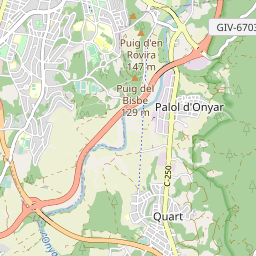 GIV-6703
Puig d'en
Rovira
147 m
Puig del
Bisbe
129 m
Palol d'Onyar
C-250
Quart